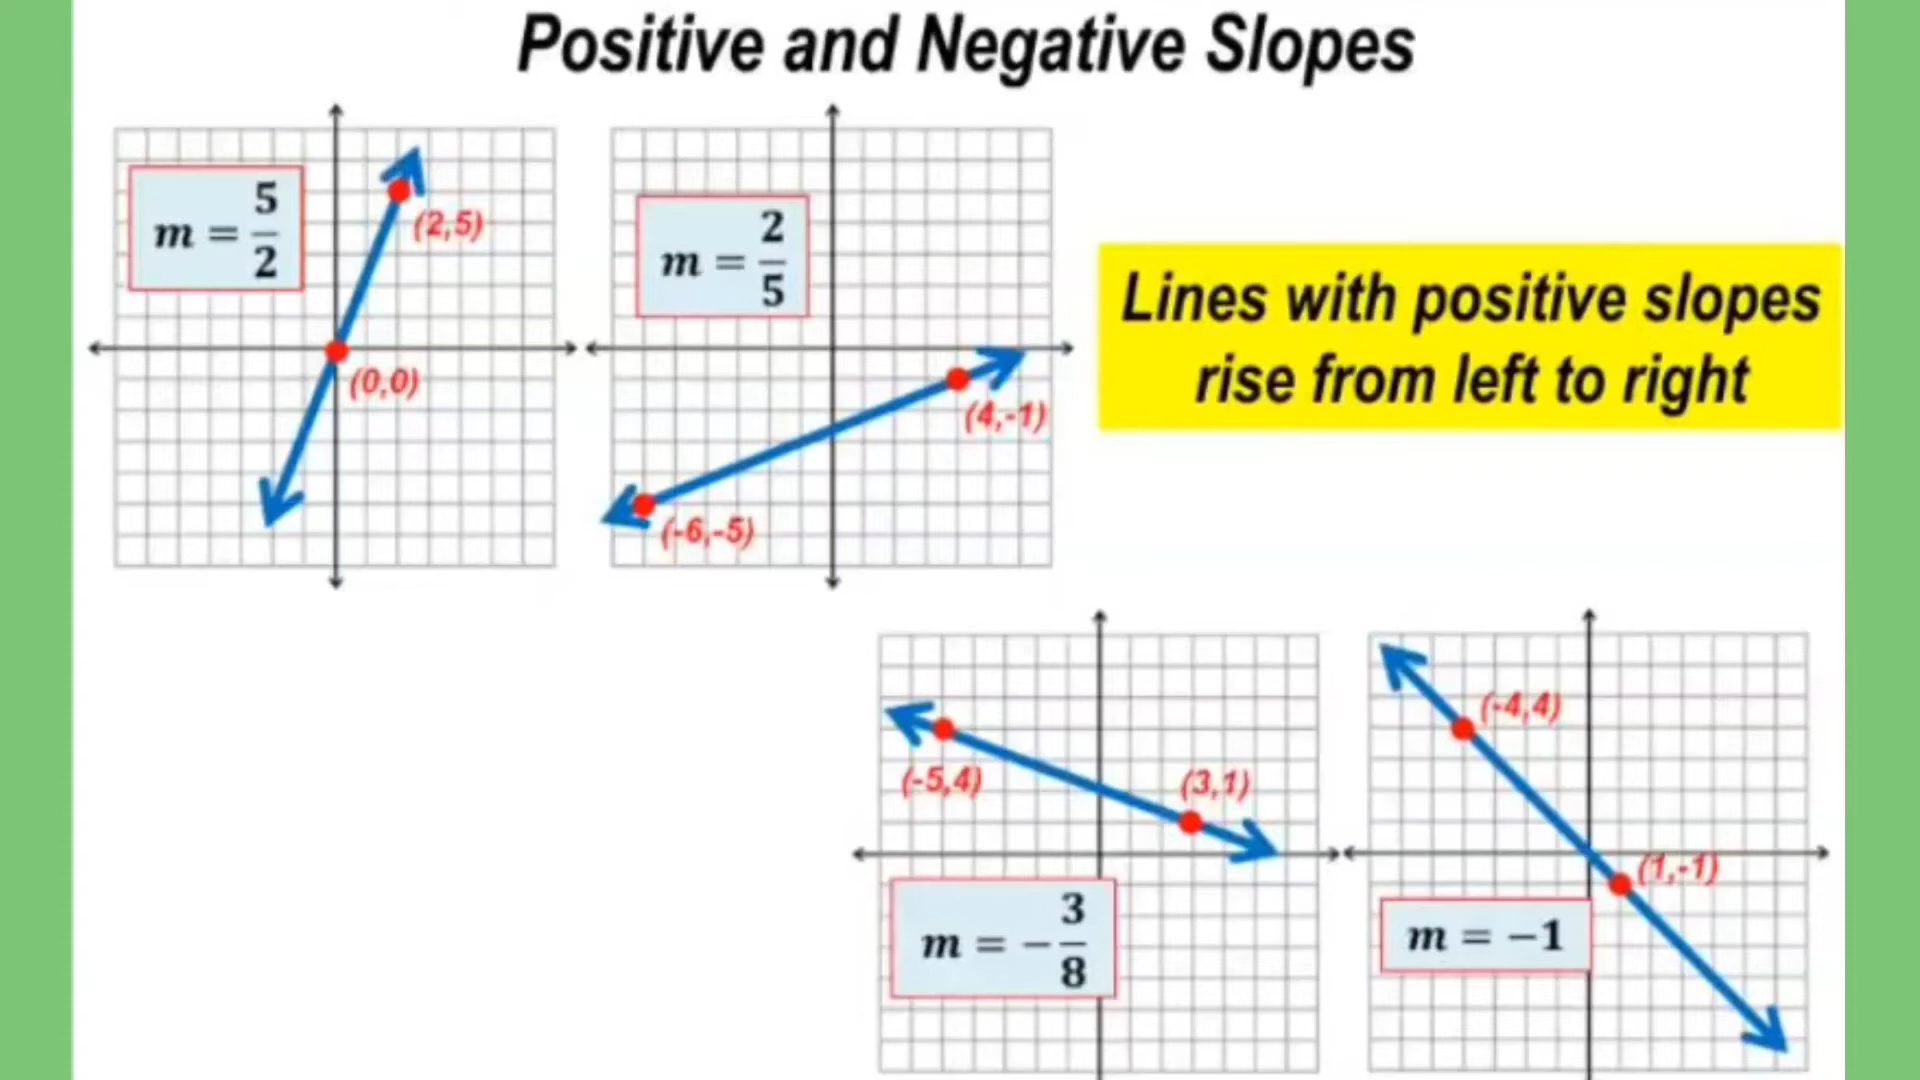 Positive and Negative Slopes
m = 5/2
(2,5)
(0,0)
m = 2/5
(4,-1)
(-6,-5)
Lines with positive slopes
rise from left to right
(-5,4)
(3,1)
m = -3/8
(-4,4)
(1,-1)
m = -1